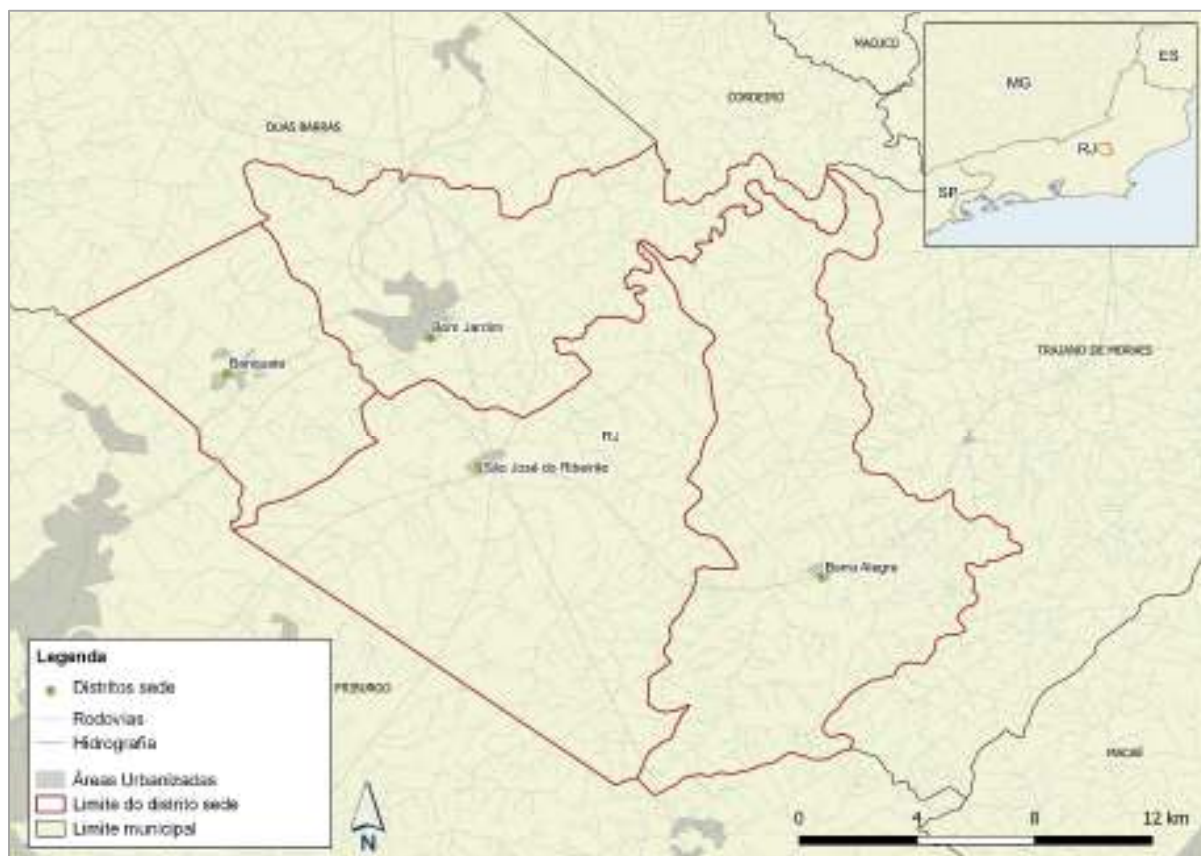 MACUCO
ES
CORDEIRO
MG
DUAS BARRAS
RJ
SP
Bom Jardim
TRAJANO DE MORAES
Banquete
RJ
São José do Ribeirão
Barra Alegre
Legenda
Distritos sede
FRIBURGO
Rodovias
Hidrografia
MACAÉ
Áreas Urbanizadas
Limite do distrito sede
Limite municipal
N
0 4 8 12 km